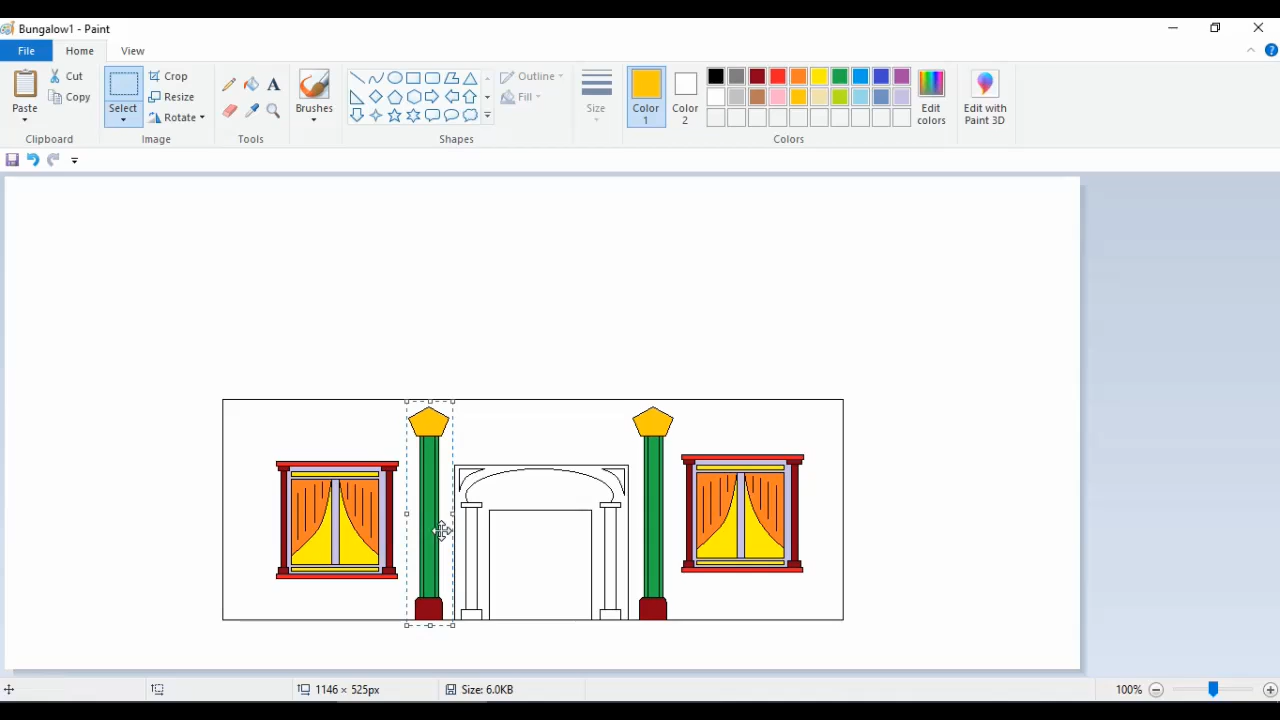 Bungalow1 - Paint
File Home View
Paste
Cut
Copy
Clipboard
Select
Crop
Resize
Rotate
Image
A
Tools
Brushes
Outline
Fill
Shapes
Size
Color 1
Color 2
Edit colors
Colors
Edit with Paint 3D
1146 × 525px
Size: 6.0KB
100%